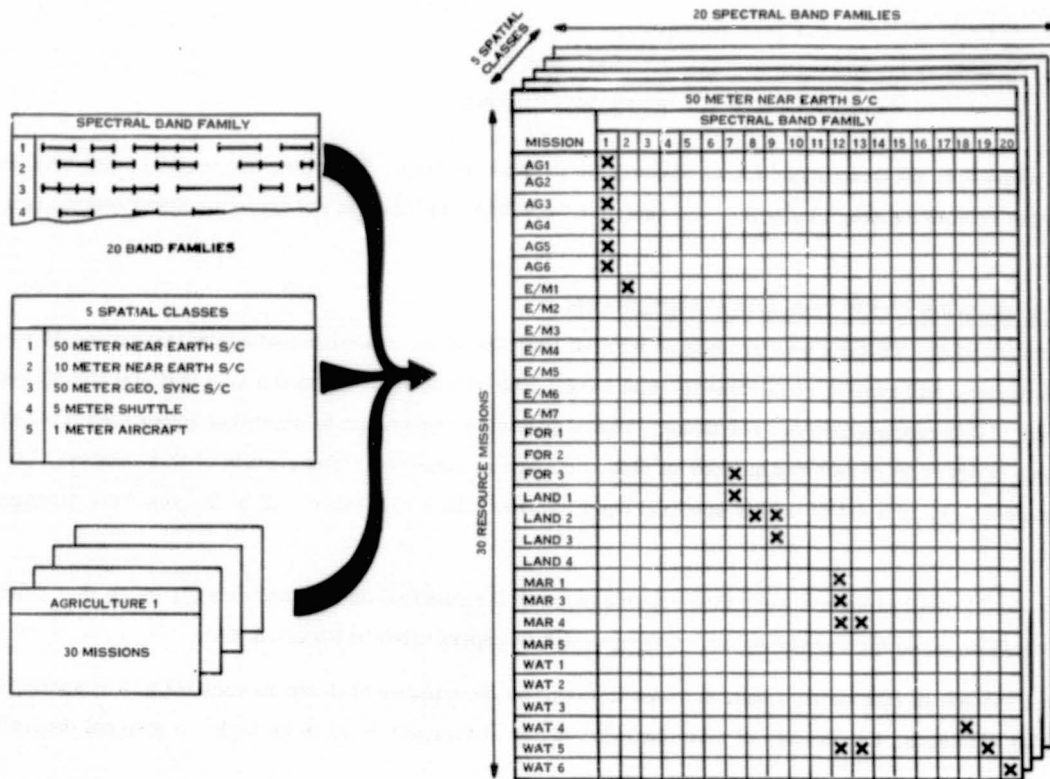 20 SPECTRAL BAND FAMILIES
5 SPATIAL CLASSES
SPECTRAL BAND FAMILY
1
2
3
4
20 BAND FAMILIES
5 SPATIAL CLASSES
1 50 METER NEAR EARTH S/C
2 10 METER NEAR EARTH S/C
3 50 METER GEO, SYNC S/C
4 5 METER SHUTTLE
5 1 METER AIRCRAFT
AGRICULTURE 1
30 MISSIONS
30 RESOURCE MISSIONS
50 METER NEAR EARTH S/C
SPECTRAL BAND FAMILY
MISSION 1 2 3 4 5 6 7 8 9 10 11 12 13 14 15 16 17 18 19 20
AG1 X
AG2 X
AG3 X
AG4 X
AG5 X
AG6 X
E/M1 X
E/M2
E/M3
E/M4
E/M5
E/M6
E/M7
FOR 1
FOR 2
FOR 3 X
LAND 1 X
LAND 2 X X
LAND 3 X
LAND 4
MAR 1 X
MAR 3 X
MAR 4 X X
MAR 5
WAT 1
WAT 2
WAT 3
WAT 4 X
WAT 5 X X X
WAT 6 X